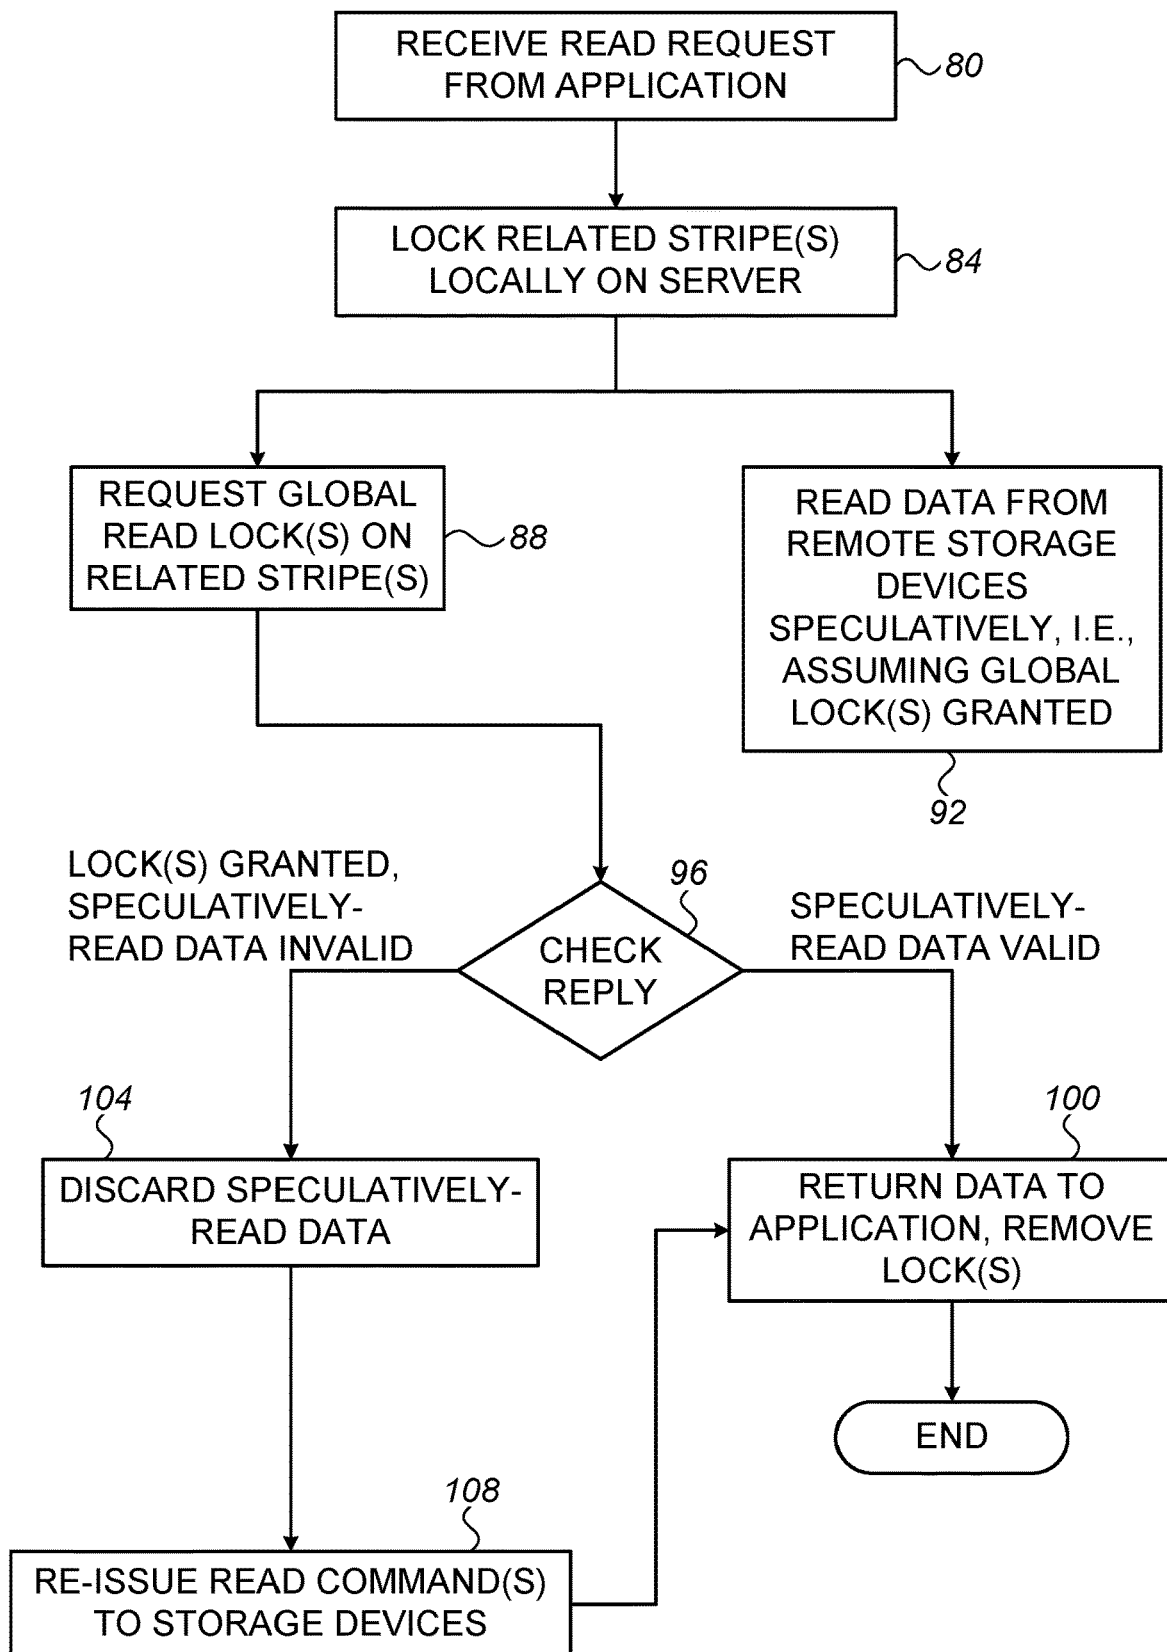 RECEIVE READ REQUEST
FROM APPLICATION
80
LOCK RELATED STRIPE(S)
LOCALLY ON SERVER
84
REQUEST GLOBAL
READ LOCK(S) ON
RELATED STRIPE(S)
88
READ DATA FROM
REMOTE STORAGE
DEVICES
SPECULATIVELY, I.E.,
ASSUMING GLOBAL
LOCK(S) GRANTED
92
LOCK(S) GRANTED,
SPECULATIVELY-
READ DATA INVALID
96
CHECK
REPLY
SPECULATIVELY-
READ DATA VALID
104
DISCARD SPECULATIVELY-
READ DATA
100
RETURN DATA TO
APPLICATION, REMOVE
LOCK(S)
END
108
RE-ISSUE READ COMMAND(S)
TO STORAGE DEVICES